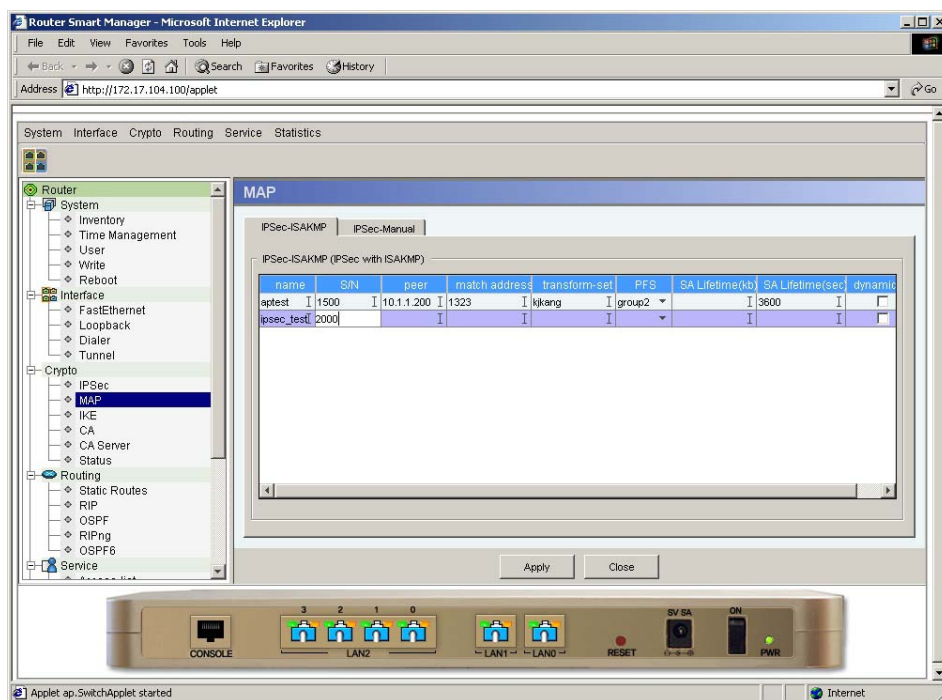 Router Smart Manager - Microsoft Internet Explorer
File Edit View Favorites Tools Help
Back Search Favorites History
Address http://172.17.104.100/applet Go
System Interface Crypto Routing Service Statistics
Router
System
Inventory
Time Management
User
Write
Reboot
Interface
FastEthernet
Loopback
Dialer
Tunnel
Crypto
IPSec
MAP
IKE
CA
CA Server
Status
Routing
Static Routes
RIP
OSPF
RIPng
OSPF6
Service
MAP
IPSec-ISAKMP IPSec-Manual
IPSec-ISAKMP (IPSec with ISAKMP)
name S/N peer match address transform-set PFS SA Lifetime(kb) SA Lifetime(sec) dynamic
aptest 1500 10.1.1.200 1323 kjkang group2 3600
ipsec_test 2000
Apply Close
3 2 1 0
CONSOLE LAN2 LAN1 LAN0 RESET 5V 5A ON PWR
Applet ap.SwitchApplet started Internet